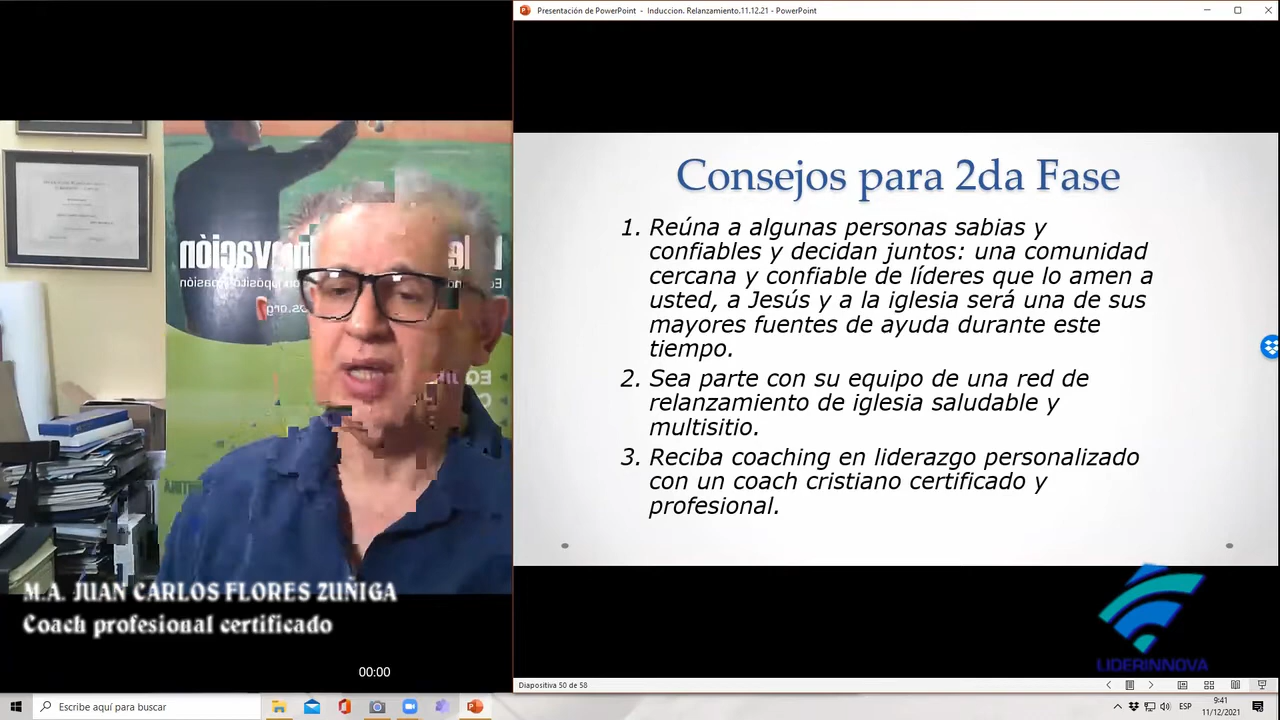 Presentación de PowerPoint - Induccion. Relanzamiento.11.12.21 - PowerPoint
Consejos para 2da Fase
1. Reúna a algunas personas sabias y
confiables y decidan juntos: una comunidad
cercana y confiable de líderes que lo amen a
usted, a Jesús y a la iglesia será una de sus
mayores fuentes de ayuda durante este
tiempo.
2. Sea parte con su equipo de una red de
relanzamiento de iglesia saludable y
multisitio.
3. Reciba coaching en liderazgo personalizado
con un coach cristiano certificado y
profesional.
M.A. JUAN CARLOS FLORES ZUÑIGA
Coach profesional certificado
00:00
LIDERINNOVA
Diapositiva 50 de 58
Escribe aquí para buscar
ESP
9:41
11/12/2021